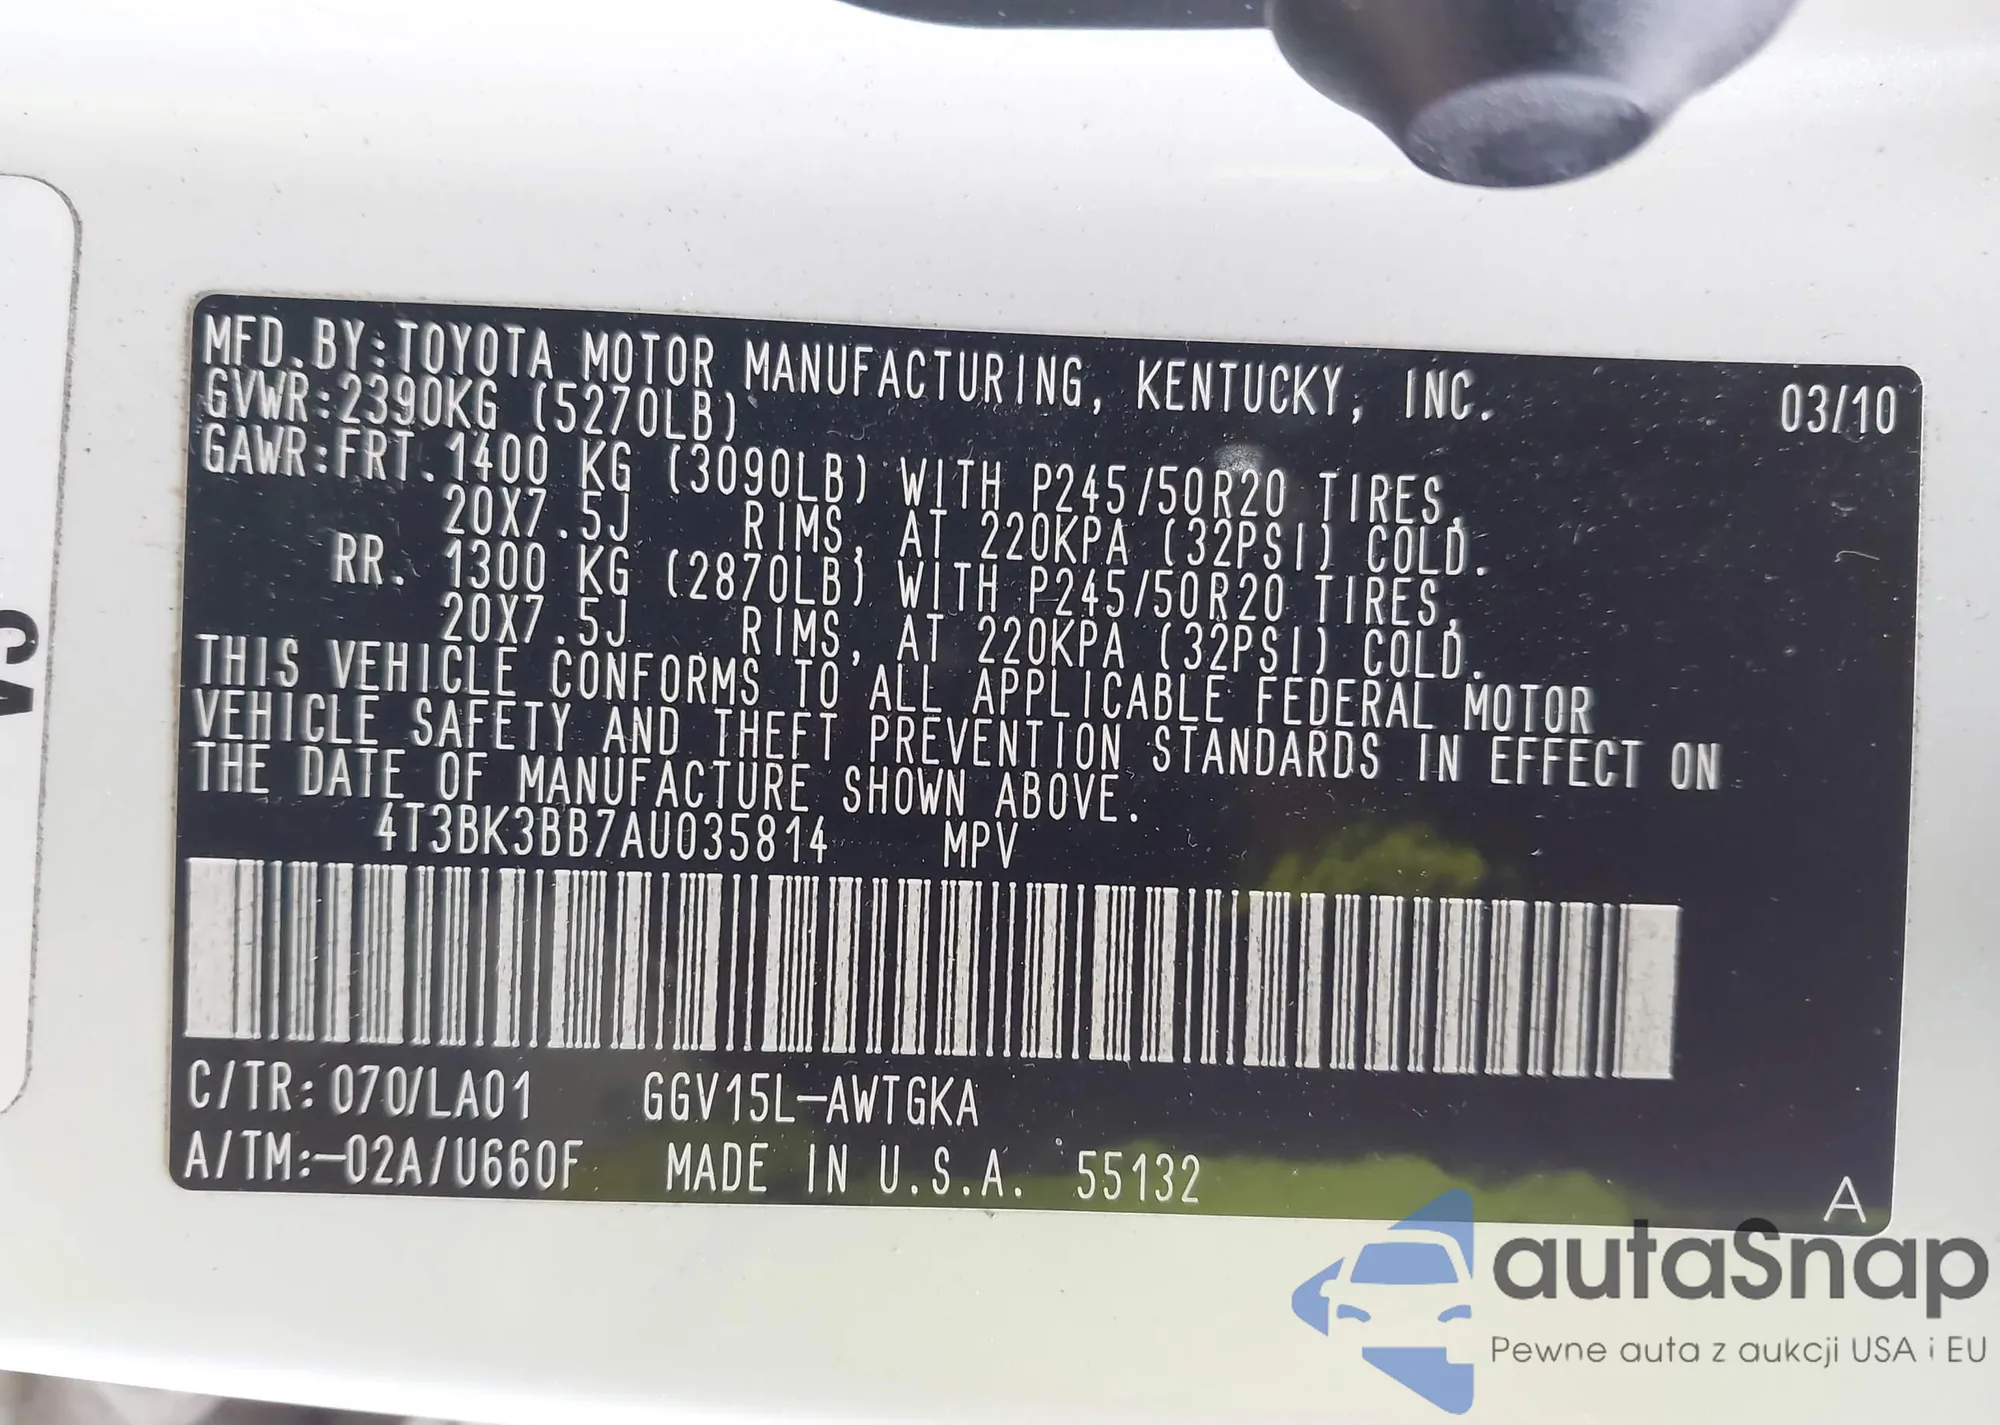 MFD.BY:TOYOTA MOTOR MANUFACTURING, KENTUCKY, INC. 03/10
GVWR:2390KG (5270LB)
GAWR:FRT.1400 KG (3090LB) WITH P245/50R20 TIRES,
20X7.5J RIMS, AT 220KPA (32PSI) COLD.
RR. 1300 KG (2870LB) WITH P245/50R20 TIRES,
20X7.5J RIMS, AT 220KPA (32PSI) COLD.
THIS VEHICLE CONFORMS TO ALL APPLICABLE FEDERAL MOTOR
VEHICLE SAFETY AND THEFT PREVENTION STANDARDS IN EFFECT ON
THE DATE OF MANUFACTURE SHOWN ABOVE.
4T3BK3BB7AU035814 MPV
C/TR:070/LA01 GGV15L-AWTGKA
A/TM:-02A/U660F MADE IN U.S.A. 55132
A
autaSnap
Pewne auta z aukcji USA i EU